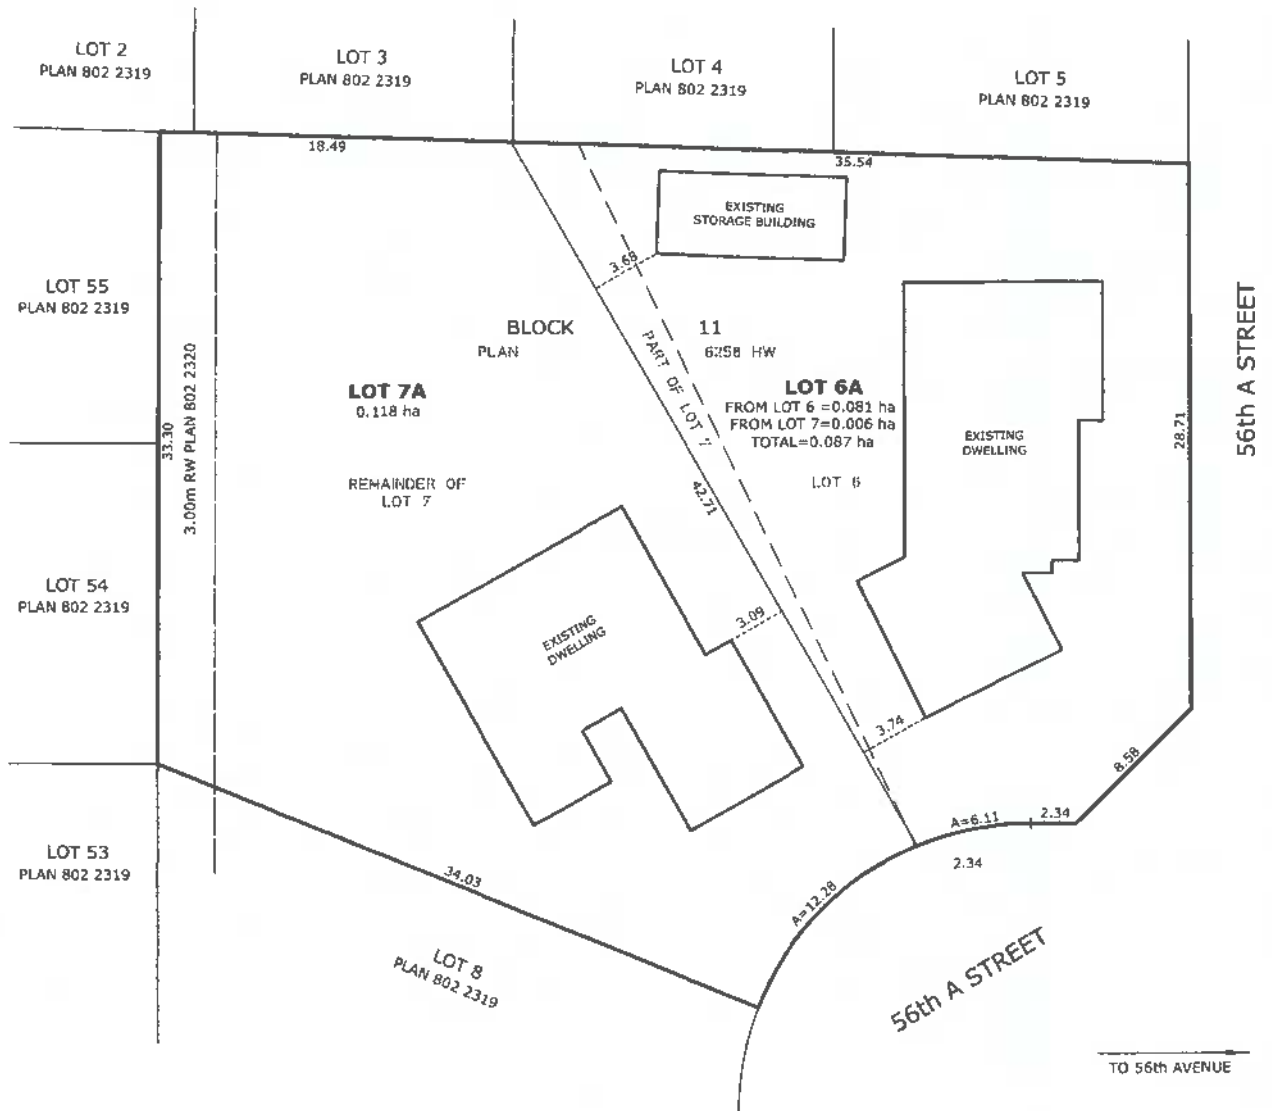 LOT 2
PLAN 802 2319
LOT 3
PLAN 802 2319
LOT 4
PLAN 802 2319
LOT 5
PLAN 802 2319
18.49
35.54
EXISTING
STORAGE BUILDING
3.68
LOT 55
PLAN 802 2319
BLOCK
11
PLAN
6258 HW
PART OF LOT 7
56th A STREET
3.00m RW PLAN 802 2320
33.30
LOT 7A
0.118 ha
LOT 6A
FROM LOT 6 =0.081 ha
FROM LOT 7=0.006 ha
TOTAL=0.087 ha
EXISTING
DWELLING
28.71
REMAINDER OF
LOT 7
LOT 6
42.71
LOT 54
PLAN 802 2319
EXISTING
DWELLING
3.09
3.74
8.58
A=6.11
2.34
2.34
LOT 53
PLAN 802 2319
34.03
A=12.28
LOT 8
PLAN 802 2319
56th A STREET
TO 56th AVENUE